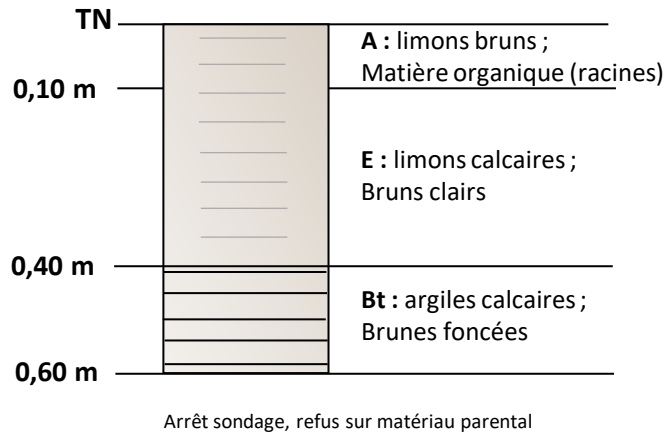 TN
A : limons bruns ;
Matière organique (racines)
0,10 m
E : limons calcaires ;
Bruns clairs
0,40 m
Bt : argiles calcaires ;
Brunes foncées
0,60 m
Arrêt sondage, refus sur matériau parental